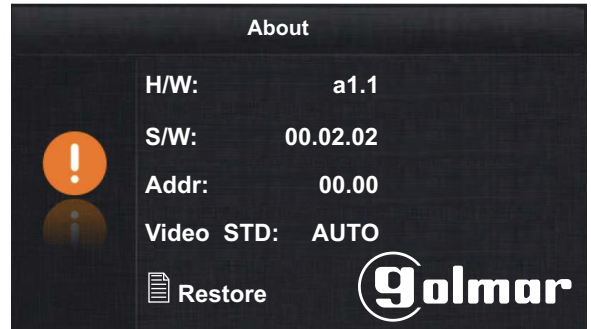 About
H/W: a1.1
S/W: 00.02.02
Addr: 00.00
Video STD: AUTO
Restore
golmar